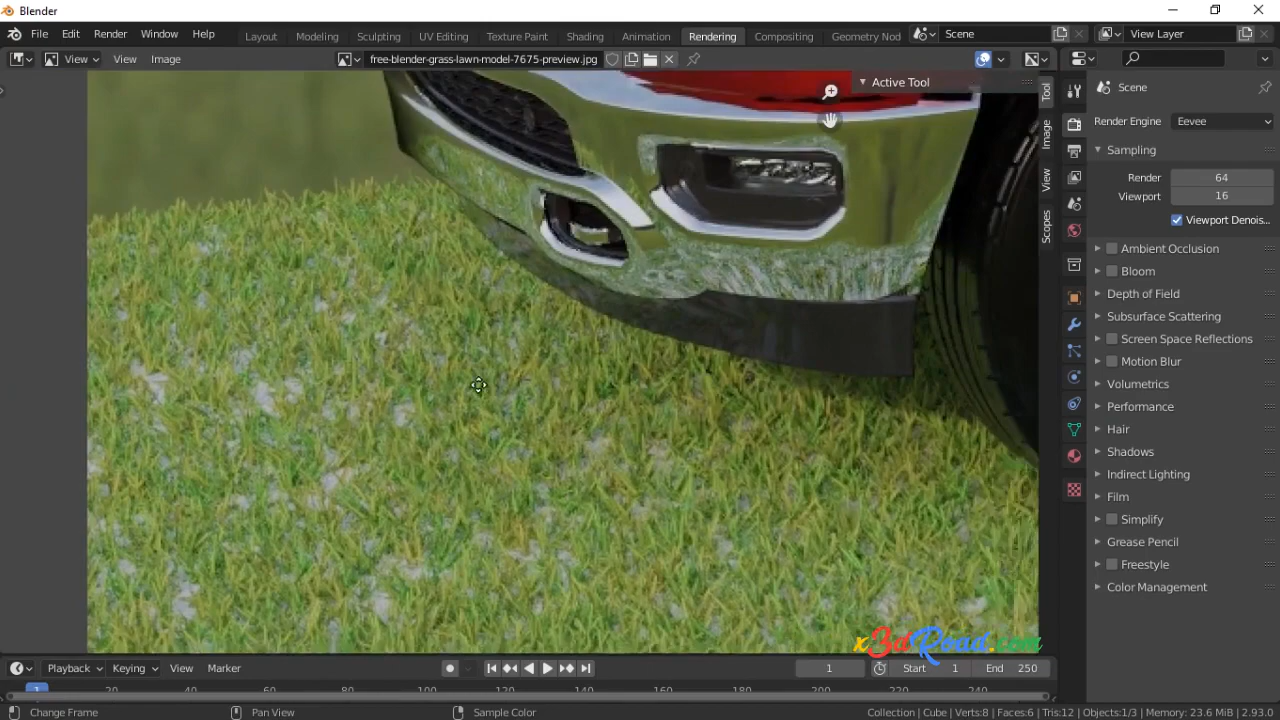 Blender
File Edit Render Window Help Layout Modeling Sculpting UV Editing Texture Paint Shading Animation Rendering Compositing Geometry Nod Scene View Layer
View View Image free-blender-grass-lawn-model-7675-preview.jpg
Active Tool
Tool
Image
View
Scopes
Scene
Render Engine Eevee
Sampling
Render 64
Viewport 16
Viewport Denois...
Ambient Occlusion
Bloom
Depth of Field
Subsurface Scattering
Screen Space Reflections
Motion Blur
Volumetrics
Performance
Hair
Shadows
Indirect Lighting
Film
Simplify
Grease Pencil
Freestyle
Color Management
x3dRoad.com
Playback Keying View Marker 1 Start 1 End 250
1 20 40 60 80 100 120 140 160 180 200 220 240
Change Frame Pan View Sample Color Collection | Cube | Verts:8 | Faces:6 | Tris:12 | Objects:1/3 | Memory: 23.6 MiB | 2.93.0